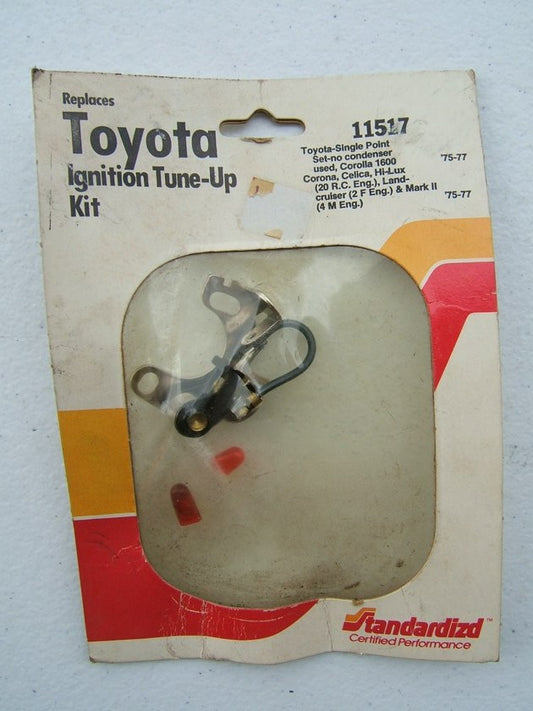 Replaces
Toyota
Ignition Tune-Up
Kit
11517
Toyota-Single Point
Set-no condenser
used, Corolla 1600 '75-77
Corona, Celica, Hi-Lux
(20 R.C. Eng.), Land-
cruiser (2 F Eng.) & Mark II '75-77
(4 M Eng.)
Standardizd™
Certified Performance